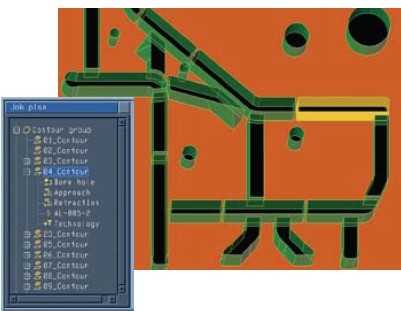 Job plan
Contour group
01_Contour
02_Contour
03_Contour
04_Contour
Bore hole
Approach
Retraction
AL-005-2
Technology
23_Contour
05_Contour
06_Contour
07_Contour
08_Contour
09_Contour